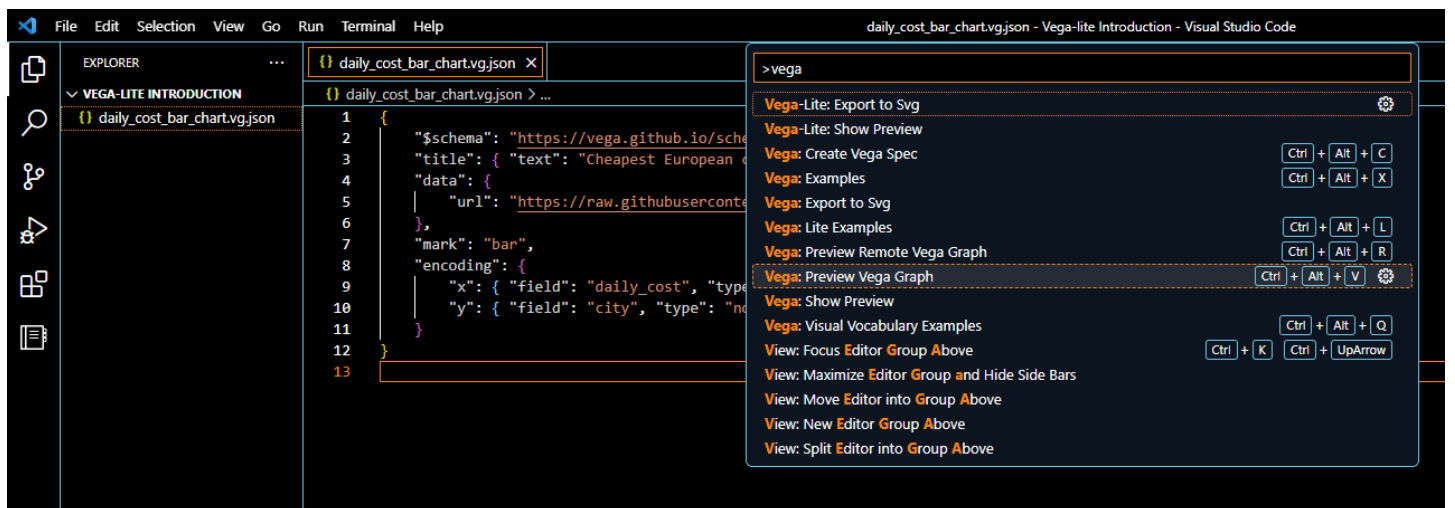 File Edit Selection View Go Run Terminal Help daily_cost_bar_chart.vg.json - Vega-lite Introduction - Visual Studio Code
EXPLORER ...
VEGA-LITE INTRODUCTION
{} daily_cost_bar_chart.vg.json
{} daily_cost_bar_chart.vg.json X
{} daily_cost_bar_chart.vg.json > ...
1 {
2 "$schema": "https://vega.github.io/sche
3 "title": { "text": "Cheapest European
4 "data": {
5 "url": "https://raw.githubuserconte
6 },
7 "mark": "bar",
8 "encoding": {
9 "x": { "field": "daily_cost", "type
10 "y": { "field": "city", "type": "no
11 }
12 }
13
>vega
Vega-Lite: Export to Svg
Vega-Lite: Show Preview
Vega: Create Vega Spec Ctrl + Alt + C
Vega: Examples Ctrl + Alt + X
Vega: Export to Svg
Vega: Lite Examples Ctrl + Alt + L
Vega: Preview Remote Vega Graph Ctrl + Alt + R
Vega: Preview Vega Graph Ctrl + Alt + V
Vega: Show Preview
Vega: Visual Vocabulary Examples Ctrl + Alt + Q
View: Focus Editor Group Above Ctrl + K Ctrl + UpArrow
View: Maximize Editor Group and Hide Side Bars
View: Move Editor into Group Above
View: New Editor Group Above
View: Split Editor into Group Above